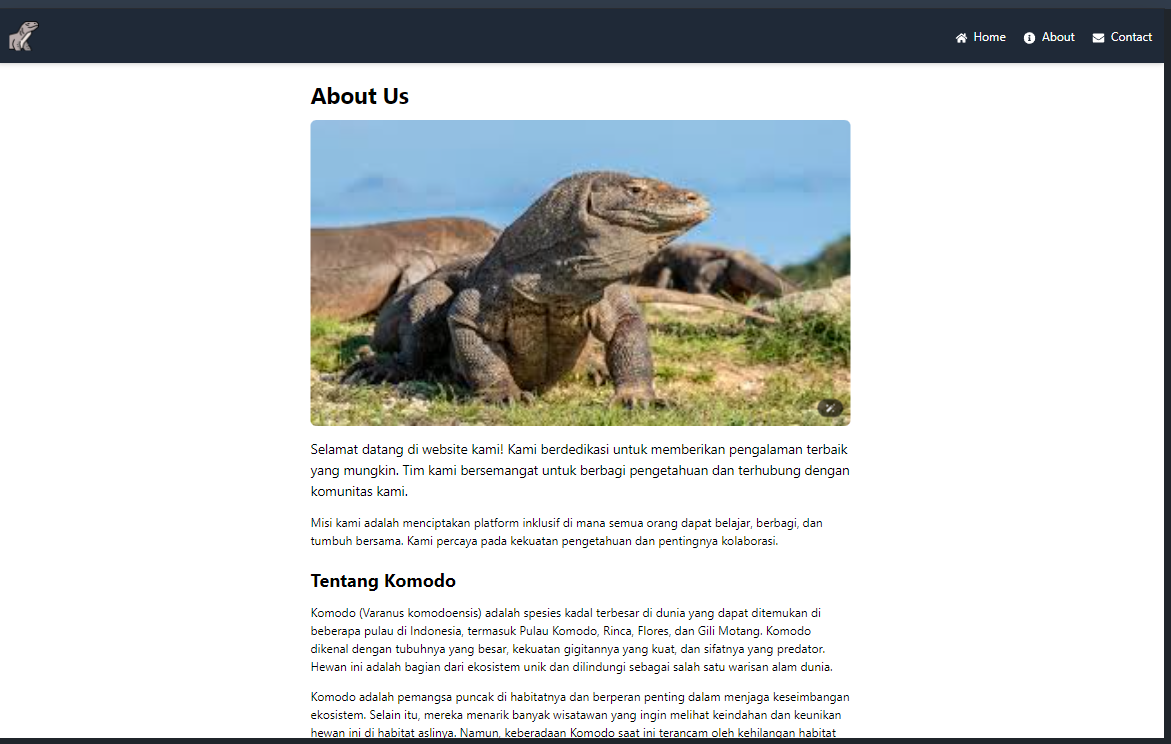 Home
About
Contact
About Us
Selamat datang di website kami! Kami berdedikasi untuk memberikan pengalaman terbaik
yang mungkin. Tim kami bersemangat untuk berbagi pengetahuan dan terhubung dengan
komunitas kami.
Misi kami adalah menciptakan platform inklusif di mana semua orang dapat belajar, berbagi, dan
tumbuh bersama. Kami percaya pada kekuatan pengetahuan dan pentingnya kolaborasi.
Tentang Komodo
Komodo (Varanus komodoensis) adalah spesies kadal terbesar di dunia yang dapat ditemukan di
beberapa pulau di Indonesia, termasuk Pulau Komodo, Rinca, Flores, dan Gili Motang. Komodo
dikenal dengan tubuhnya yang besar, kekuatan gigitannya yang kuat, dan sifatnya yang predator.
Hewan ini adalah bagian dari ekosistem unik dan dilindungi sebagai salah satu warisan alam dunia.
Komodo adalah pemangsa puncak di habitatnya dan berperan penting dalam menjaga keseimbangan
ekosistem. Selain itu, mereka menarik banyak wisatawan yang ingin melihat keindahan dan keunikan
hewan ini di habitat aslinya. Namun, keberadaan Komodo saat ini terancam oleh kehilangan habitat